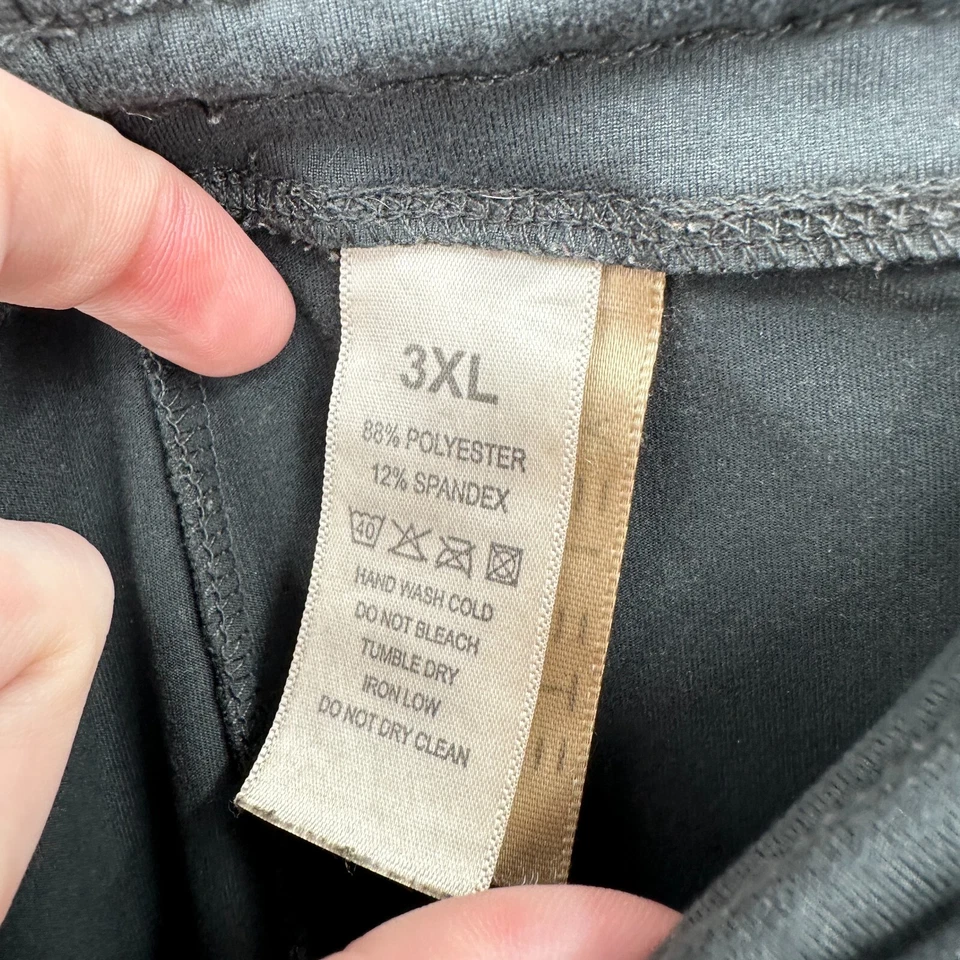 3XL
88% POLYESTER
12% SPANDEX
40
HAND WASH COLD
DO NOT BLEACH
TUMBLE DRY
IRON LOW
DO NOT DRY CLEAN